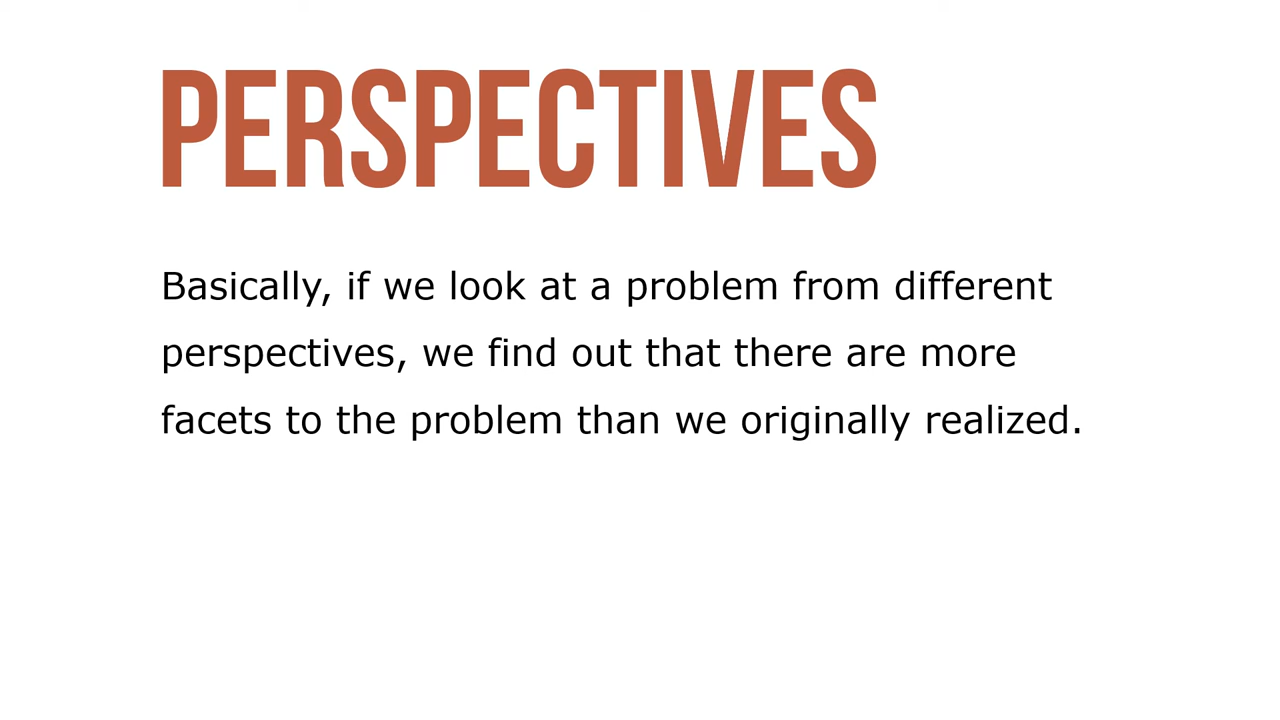 PERSPECTIVES
Basically, if we look at a problem from different
perspectives, we find out that there are more
facets to the problem than we originally realized.